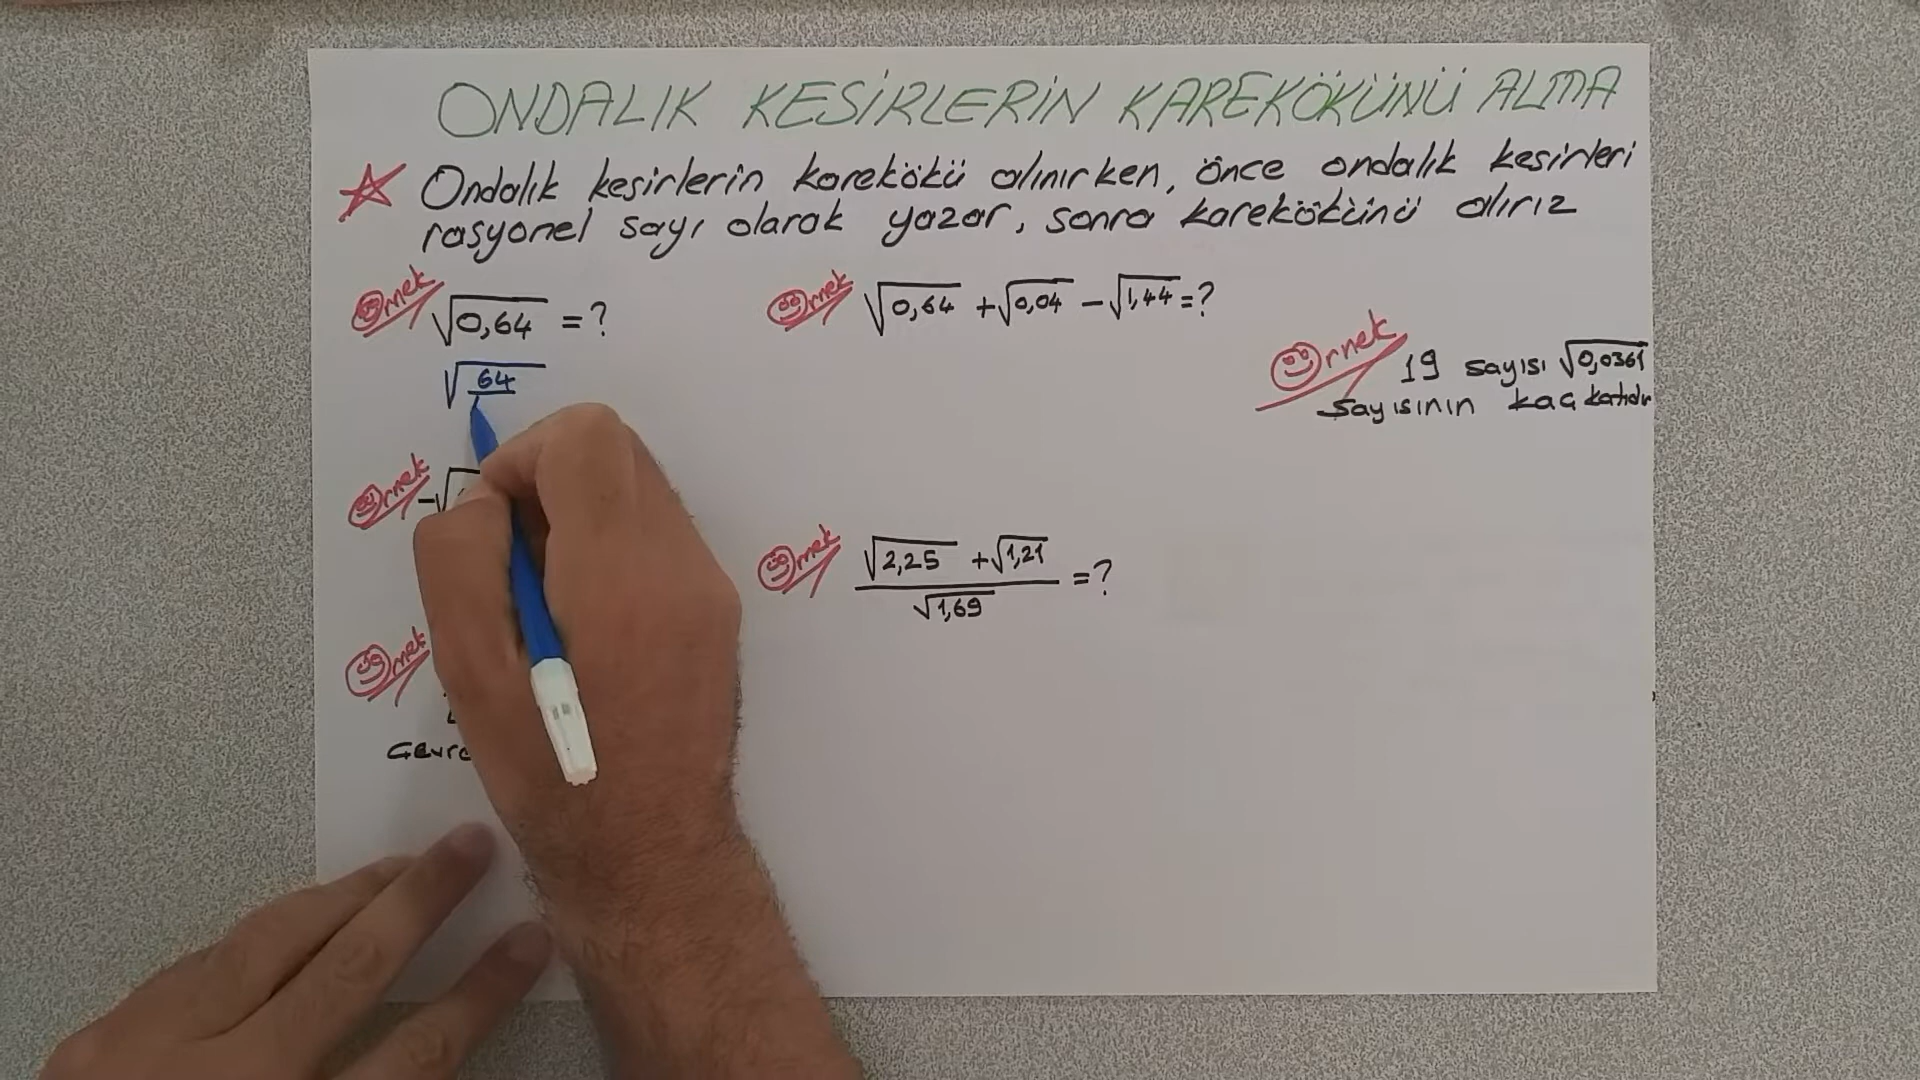 ONDALIK KESİRLERİN KAREKÖKÜNÜ ALMA
Ondalık kesirlerin karekökü alınırken, önce ondalık kesirleri
rasyonel sayı olarak yazar, sonra karekökünü alırız
Örnek √0,64 = ?
√64
Örnek -√
Örnek
Çevre
Örnek √0,64 + √0,04 - √1,44 = ?
Örnek √2,25 + √1,21 = ?
√1,69
Örnek 19 sayısı √0,0361
sayısının kaç katıdır